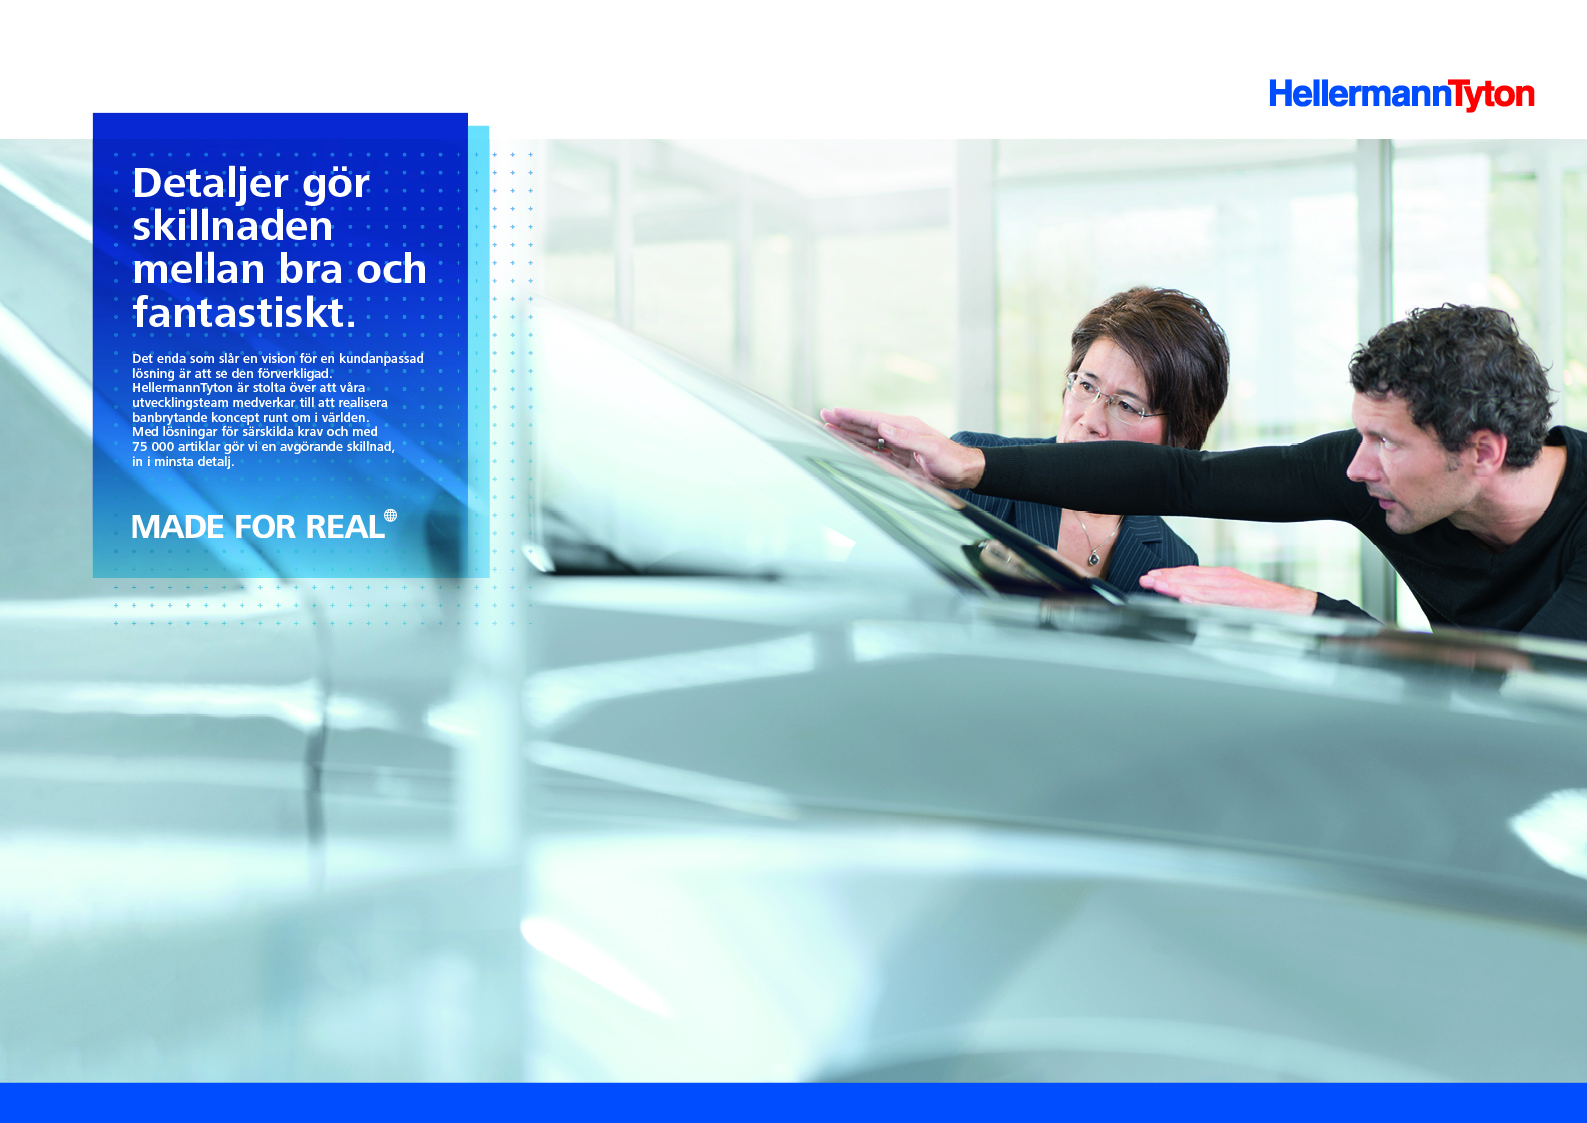 HellermannTyton
Detaljer gör
skillnaden
mellan bra och
fantastiskt.
Det enda som slår en vision för en kundanpassad
lösning är att se den förverkligad.
HellermannTyton är stolta över att våra
utvecklingsteam medverkar till att realisera
banbrytande koncept runt om i världen.
Med lösningar för särskilda krav och med
75 000 artiklar gör vi en avgörande skillnad,
in i minsta detalj.
MADE FOR REAL